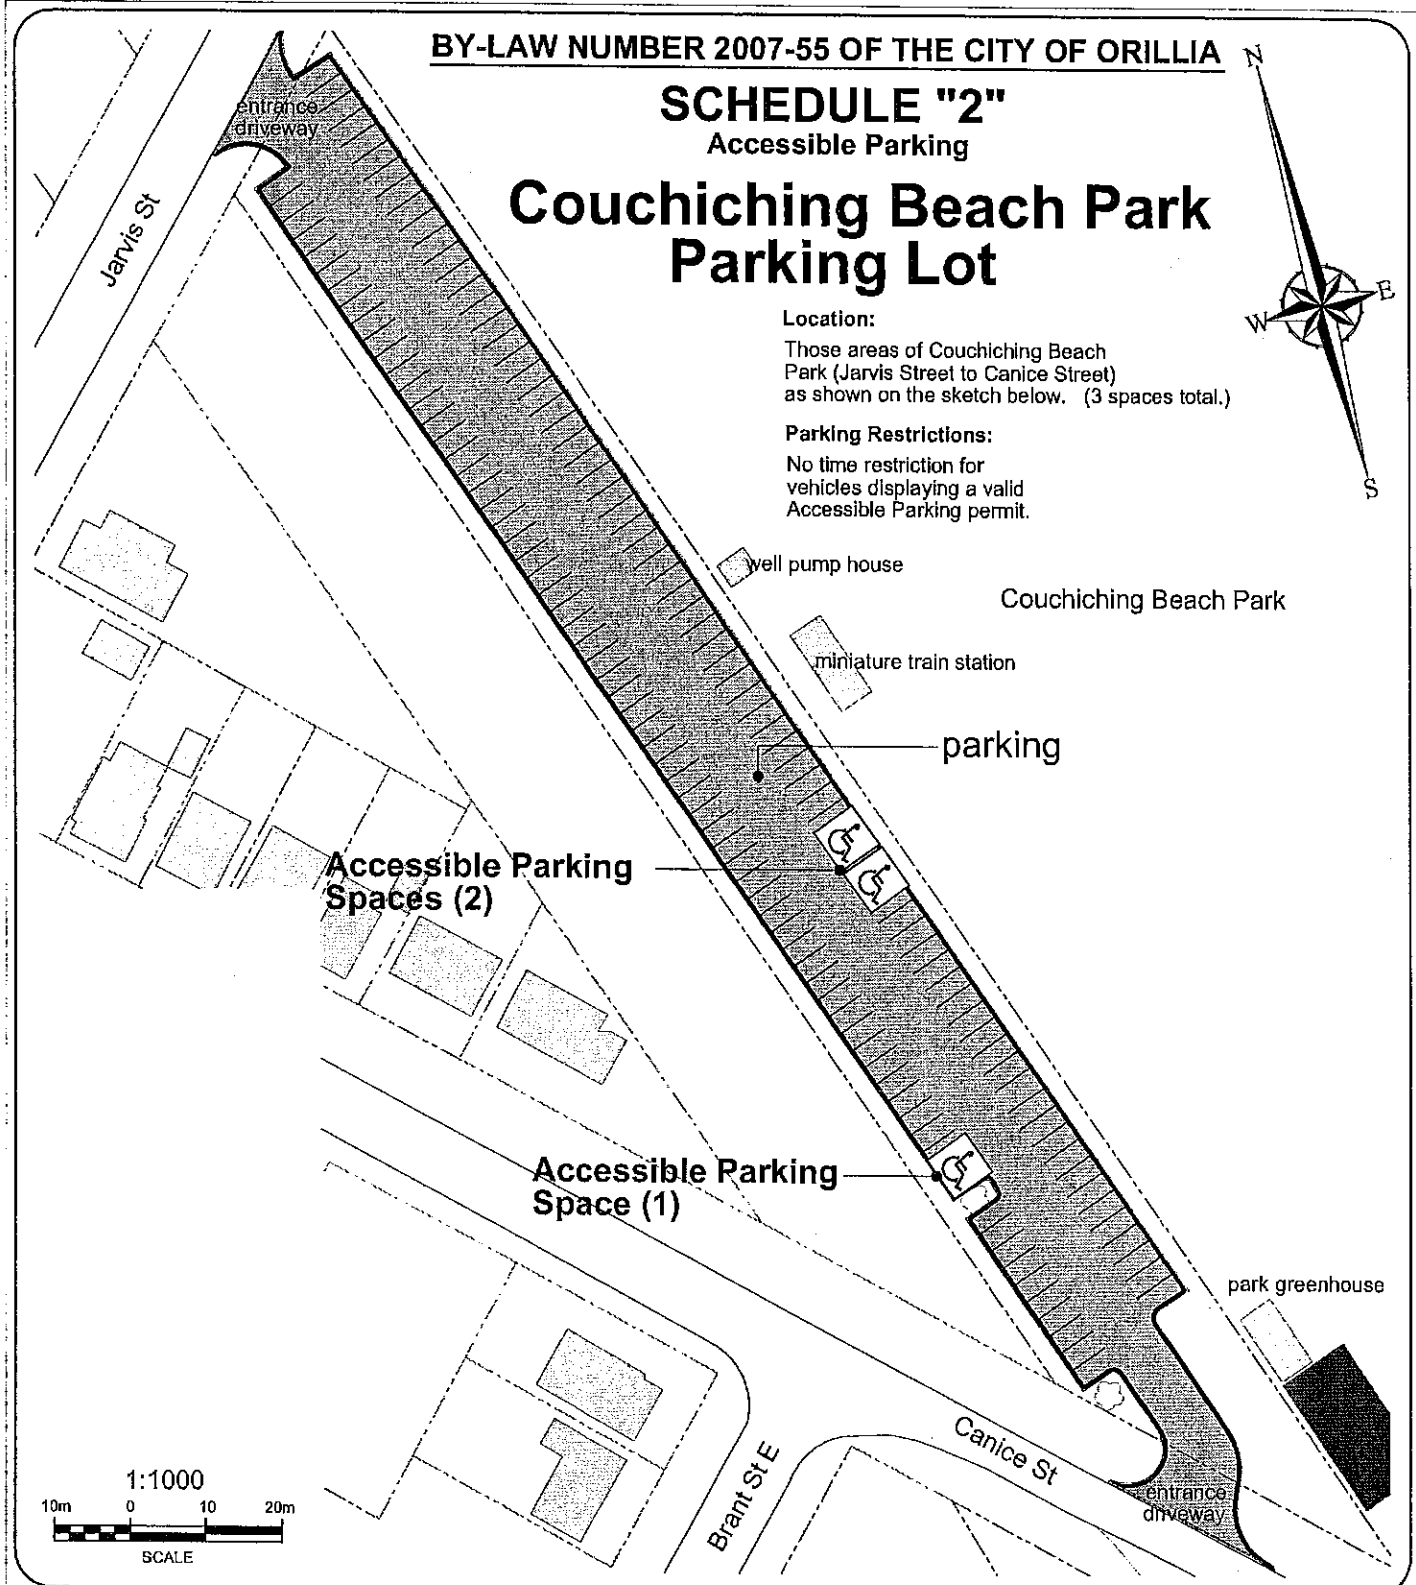 BY-LAW NUMBER 2007-55 OF THE CITY OF ORILLIA
SCHEDULE "2"
Accessible Parking
Couchiching Beach Park
Parking Lot
N
E
W
S
entrance
driveway
Jarvis St
Location:
Those areas of Couchiching Beach
Park (Jarvis Street to Canice Street)
as shown on the sketch below. (3 spaces total.)
Parking Restrictions:
No time restriction for
vehicles displaying a valid
Accessible Parking permit.
well pump house
Couchiching Beach Park
miniature train station
parking
Accessible Parking
Spaces (2)
Accessible Parking
Space (1)
park greenhouse
Canice St
Brant St E
entrance
driveway
1:1000
10m 0 10 20m
SCALE